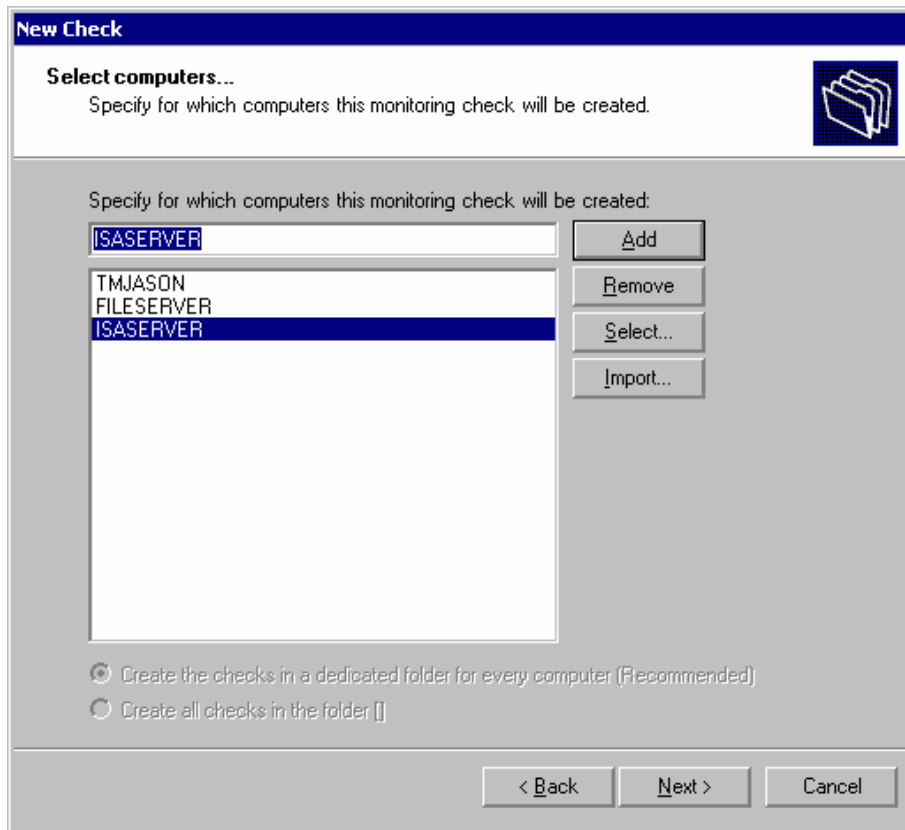 New Check
Select computers...
Specify for which computers this monitoring check will be created.
Specify for which computers this monitoring check will be created:
ISASERVER
Add
TMJASON
FILESERVER
ISASERVER
Remove
Select...
Import...
Create the checks in a dedicated folder for every computer (Recommended)
Create all checks in the folder []
< Back
Next >
Cancel